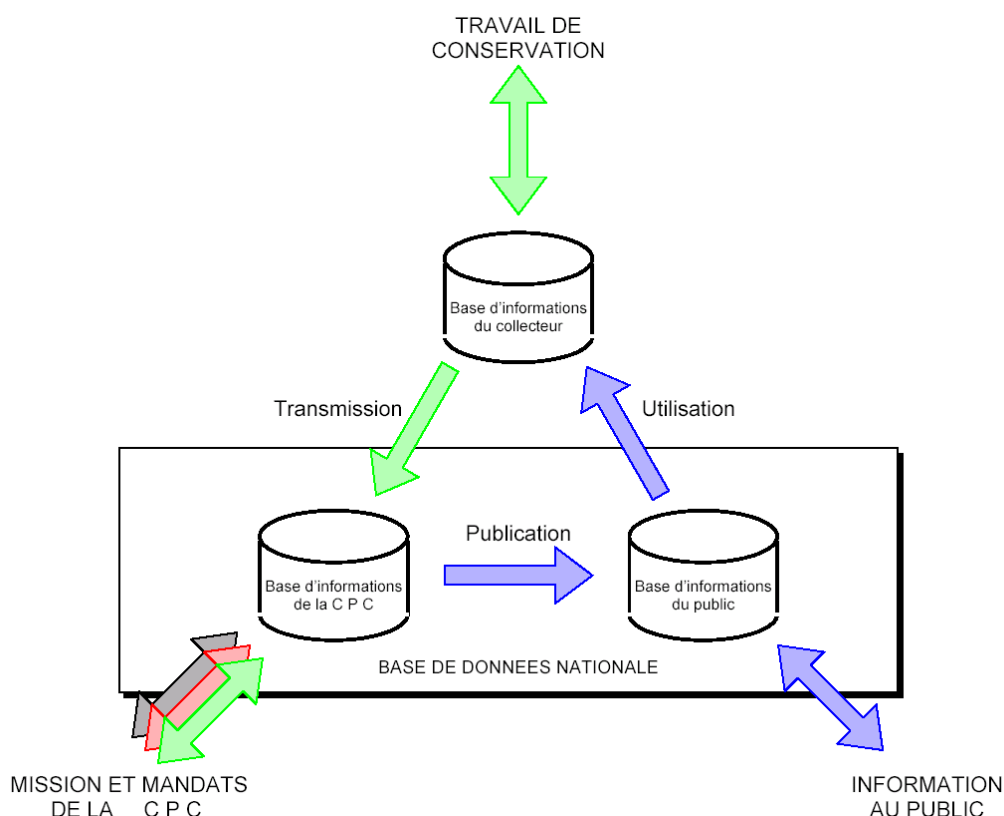 TRAVAIL DE
CONSERVATION
Base d'informations
du collecteur
Transmission
Utilisation
Publication
Base d'informations
de la C P C
Base d'informations
du public
BASE DE DONNEES NATIONALE
MISSION ET MANDATS
DE LA C P C
INFORMATION
AU PUBLIC